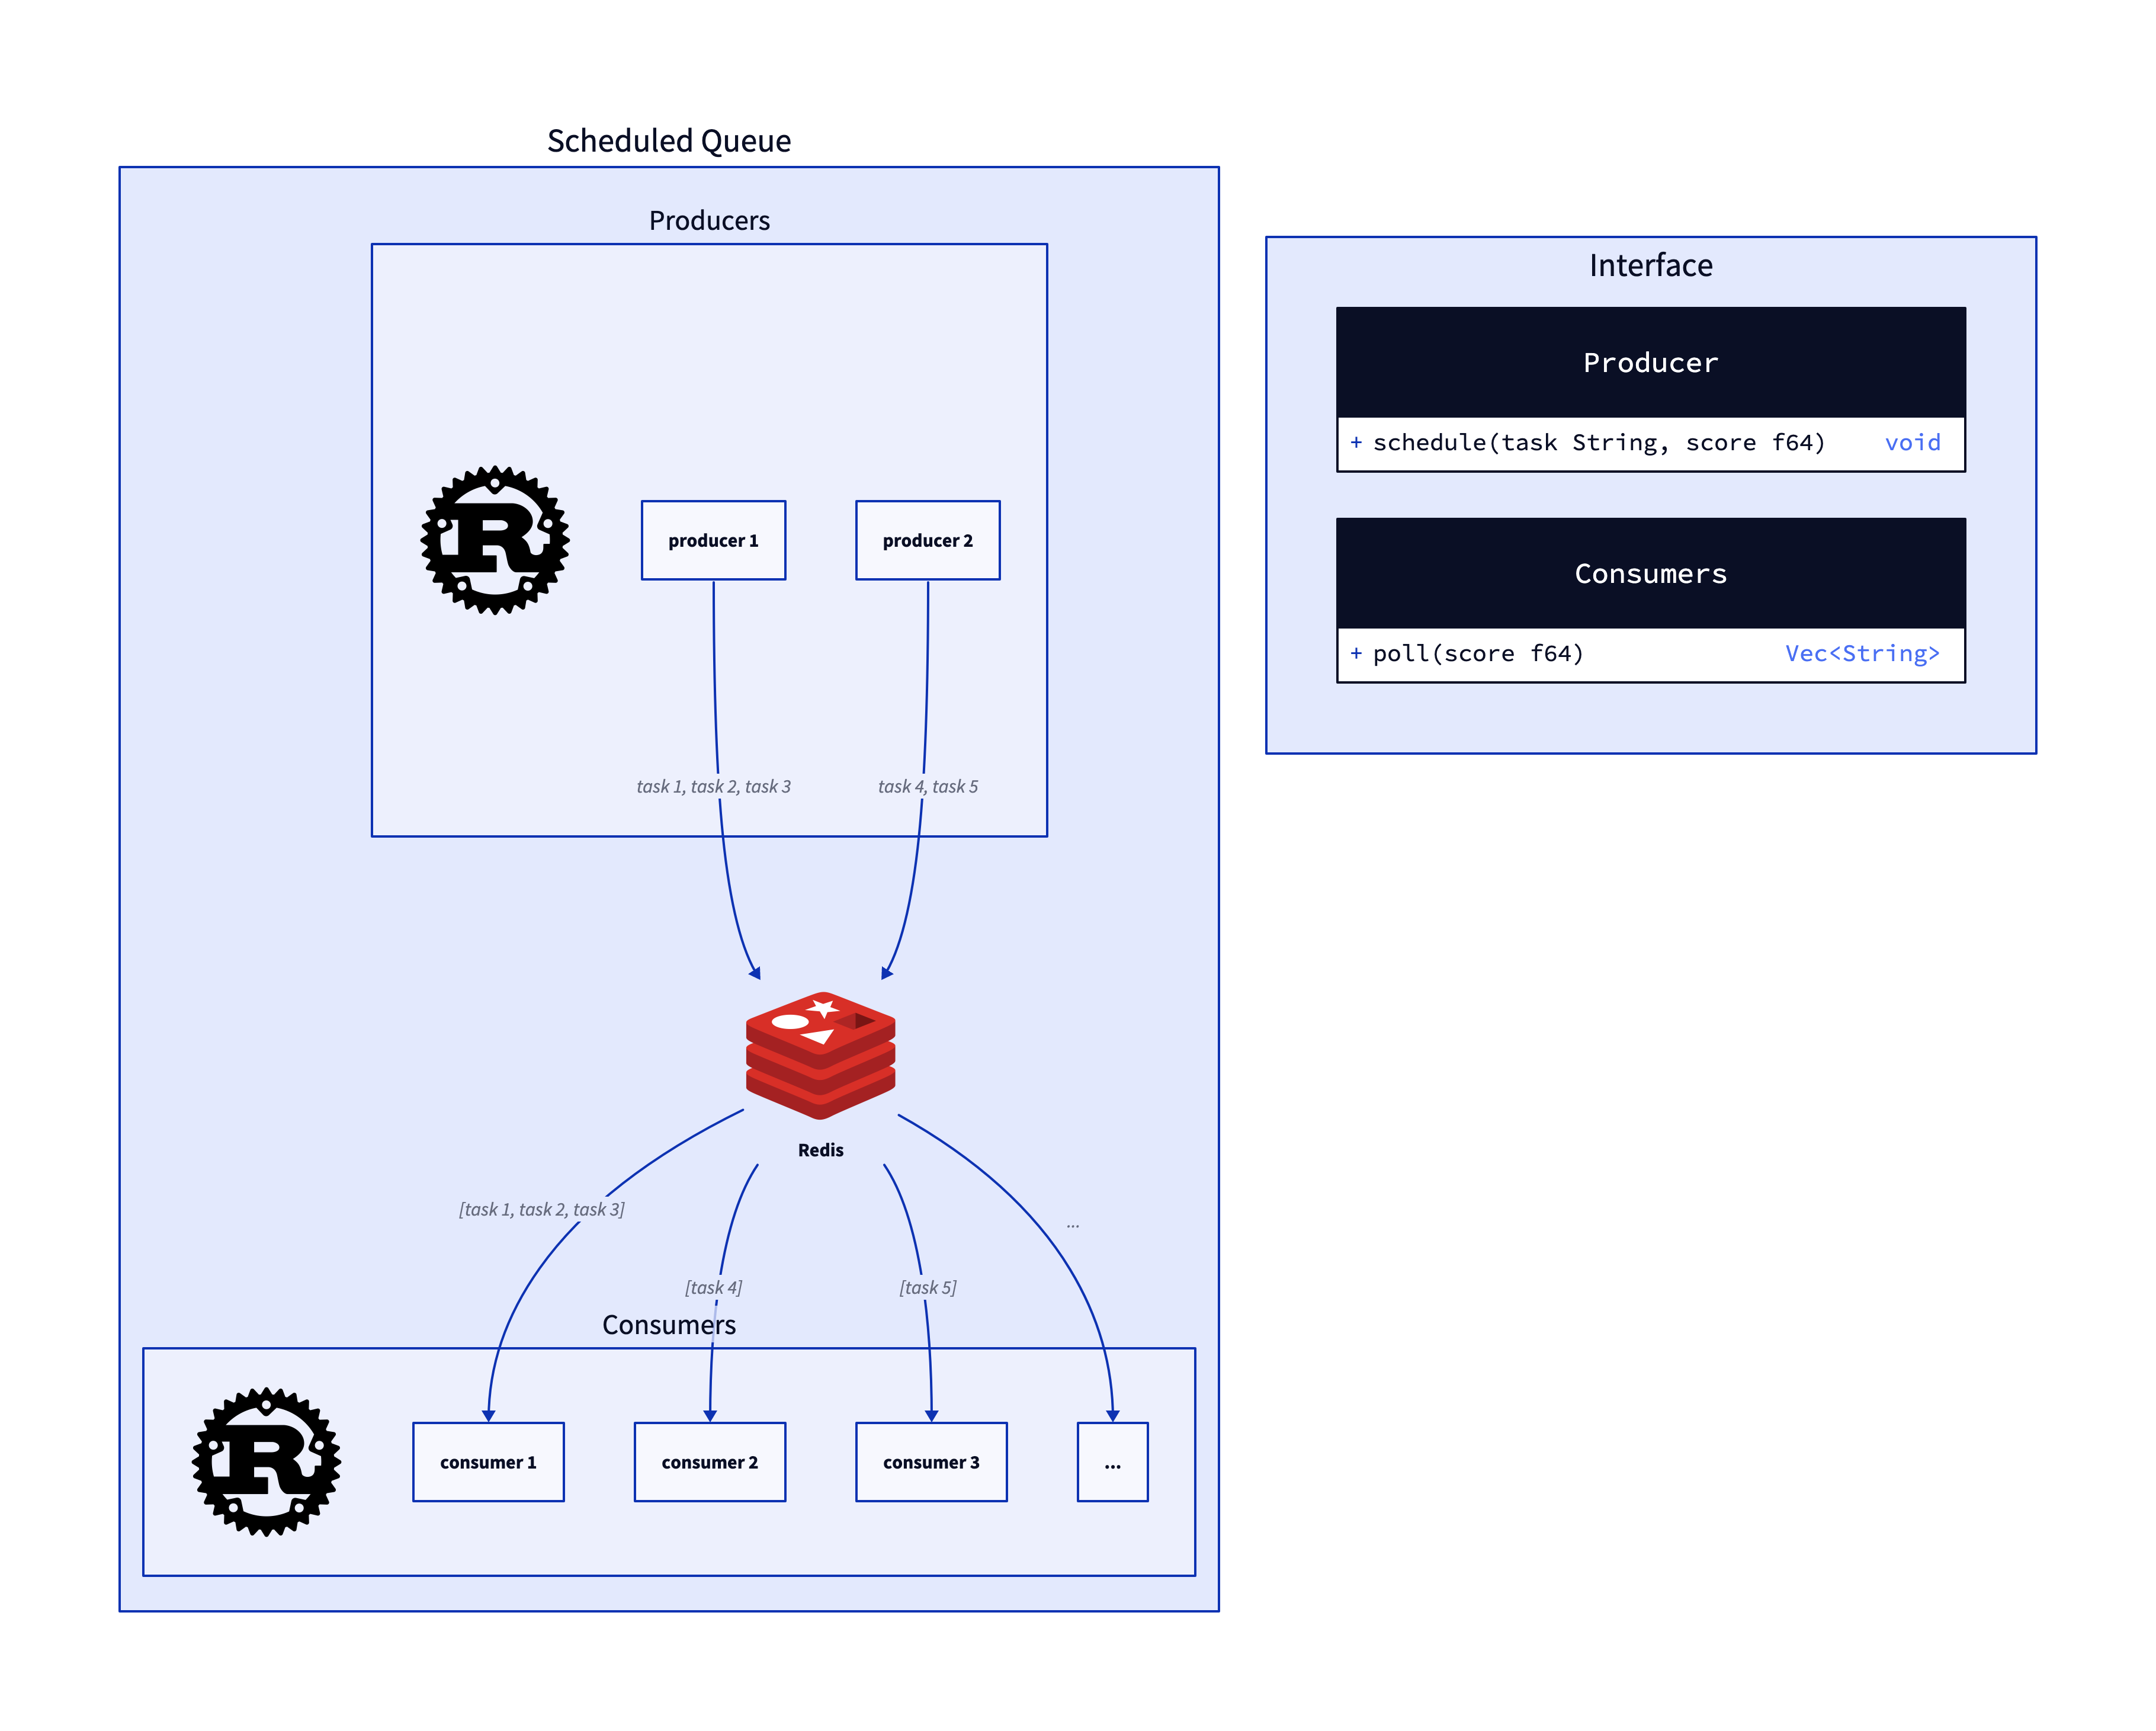 Scheduled Queue
Producers
R
producer 1
producer 2
task 1, task 2, task 3
task 4, task 5
Redis
[task 1, task 2, task 3]
...
[task 4]
[task 5]
Consumers
R
consumer 1
consumer 2
consumer 3
...
Interface
Producer
+ schedule(task String, score f64) void
Consumers
+ poll(score f64) Vec<String>